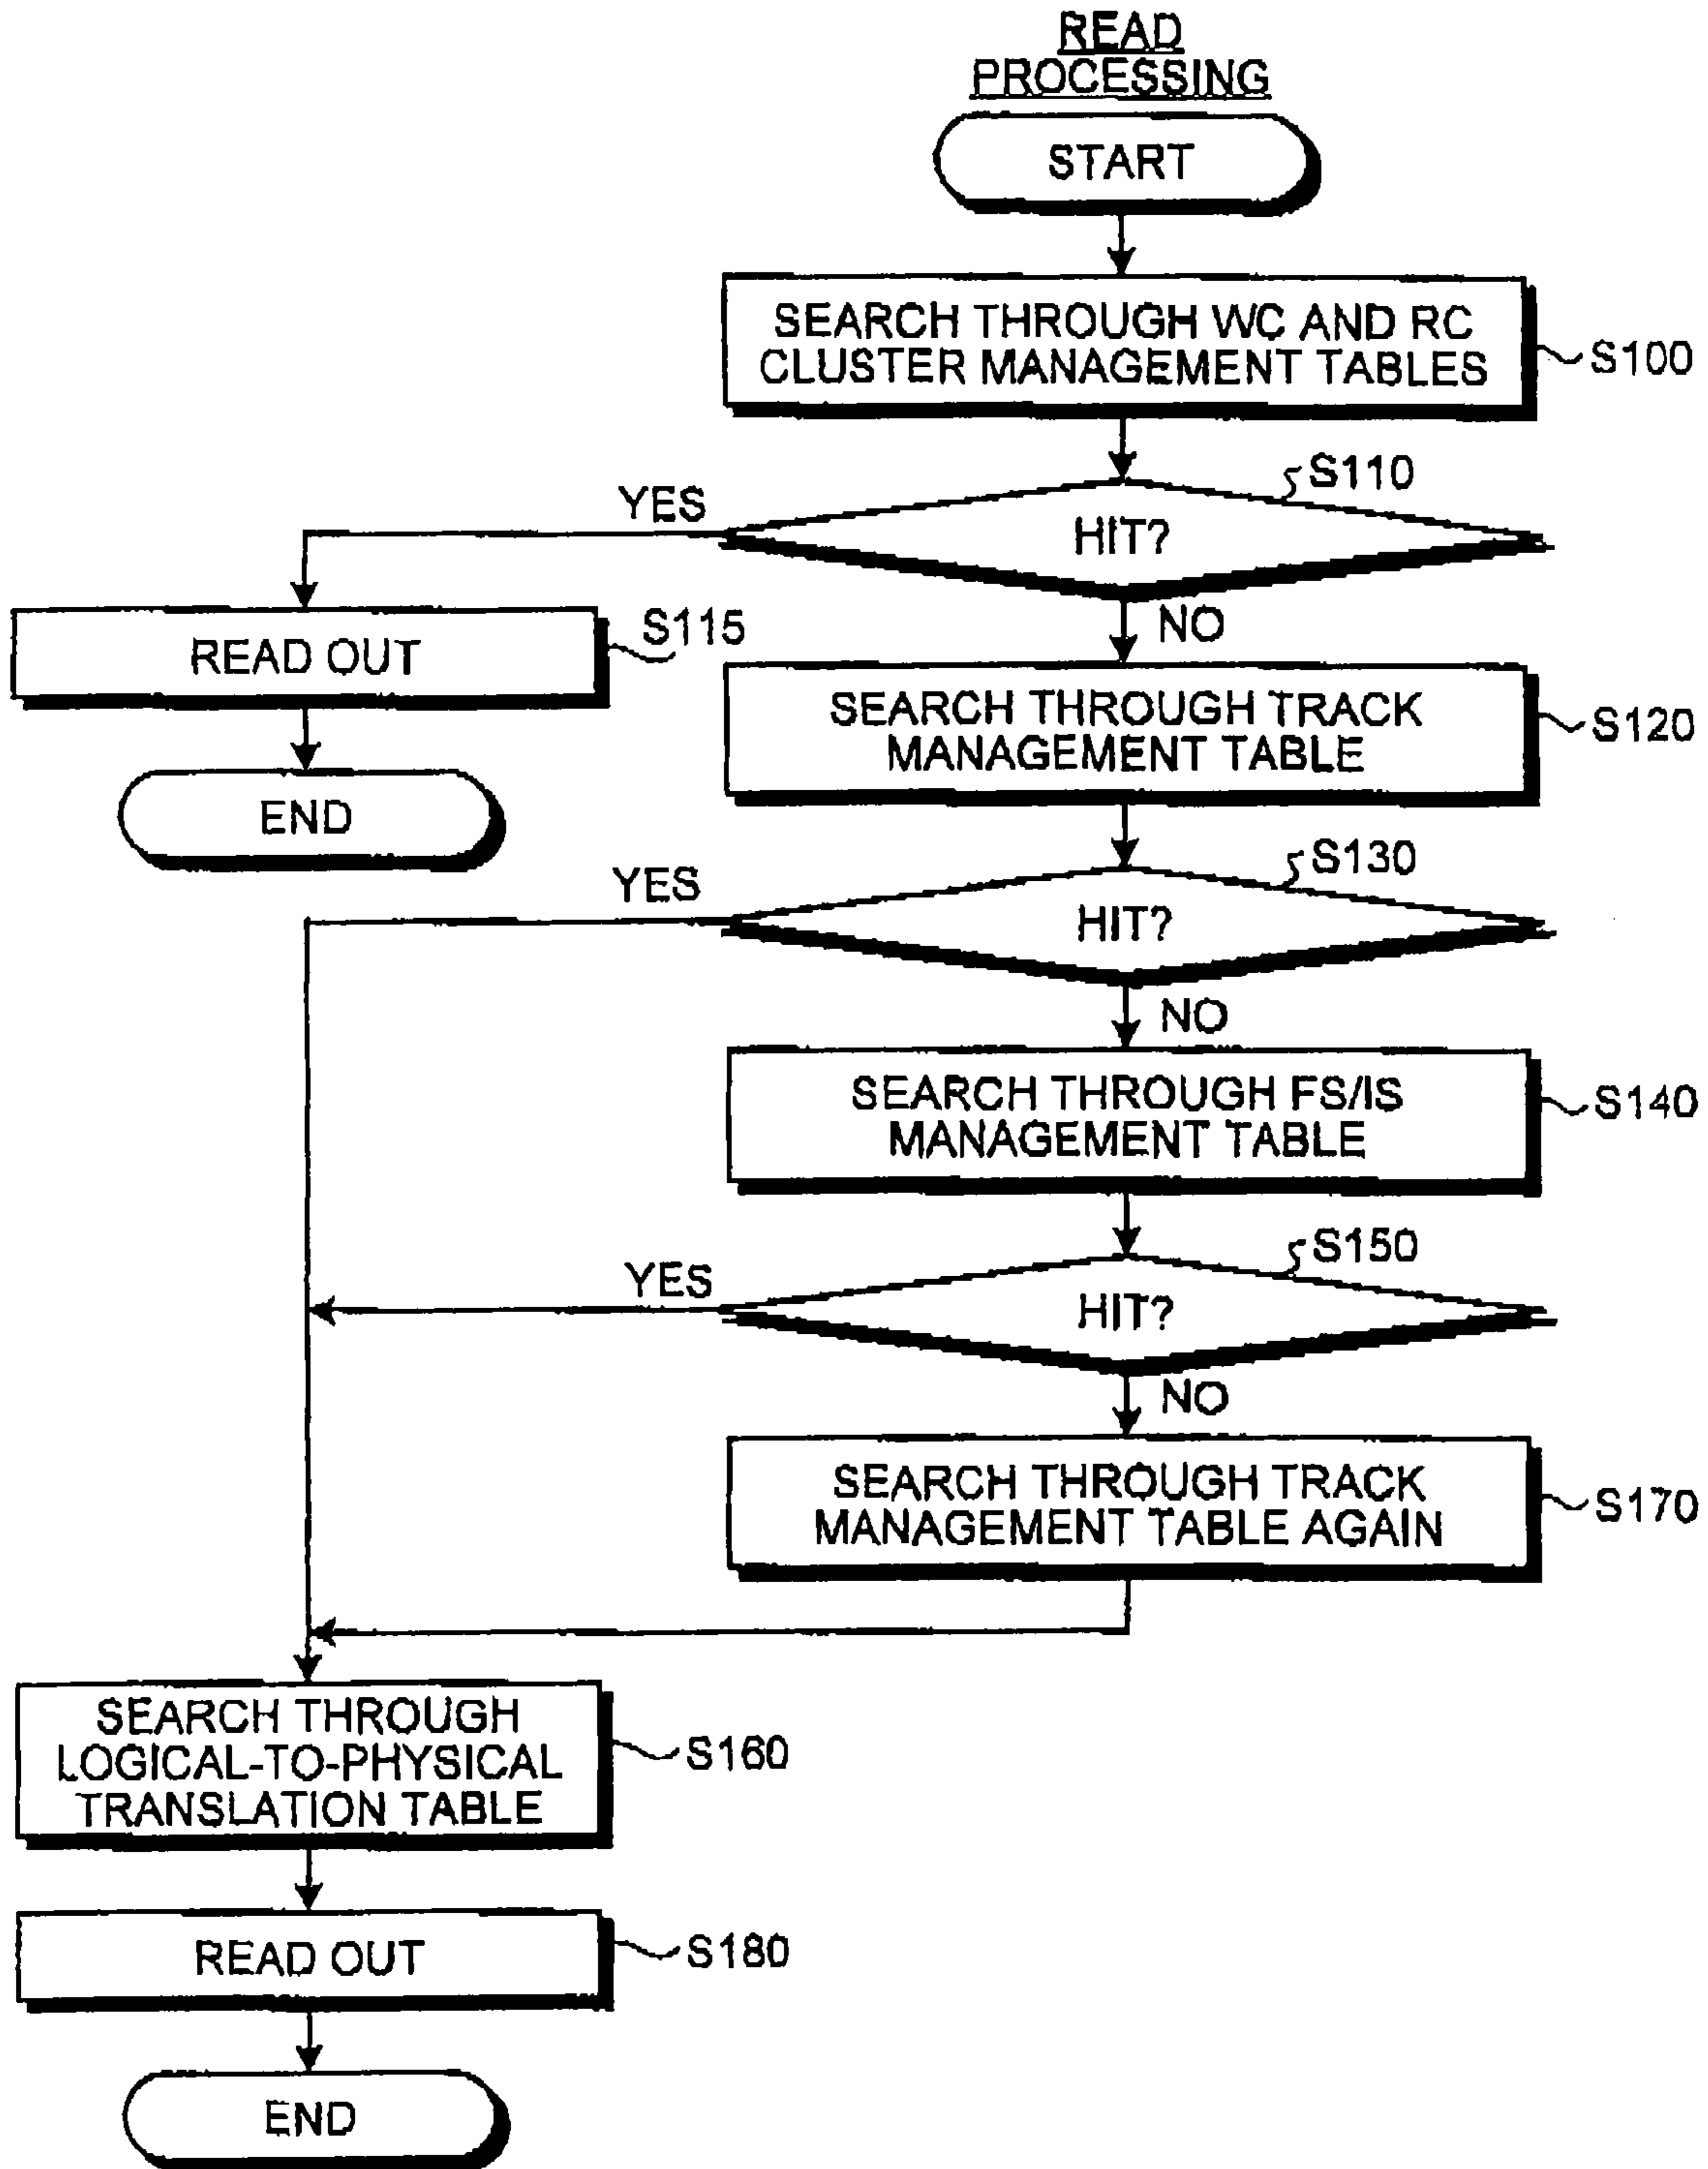 READ
PROCESSING
START
SEARCH THROUGH WC AND RC
CLUSTER MANAGEMENT TABLES
S100
S110
YES
HIT?
NO
READ OUT
S115
END
SEARCH THROUGH TRACK
MANAGEMENT TABLE
S120
S130
YES
HIT?
NO
SEARCH THROUGH FS/IS
MANAGEMENT TABLE
S140
S150
YES
HIT?
NO
SEARCH THROUGH TRACK
MANAGEMENT TABLE AGAIN
S170
SEARCH THROUGH
LOGICAL-TO-PHYSICAL
TRANSLATION TABLE
S160
READ OUT
S180
END